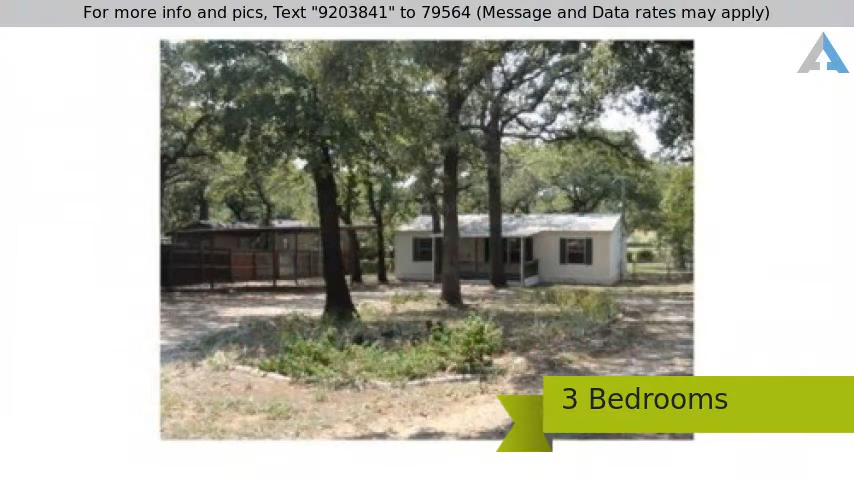 For more info and pics, Text "9203841" to 79564 (Message and Data rates may apply)
3 Bedrooms